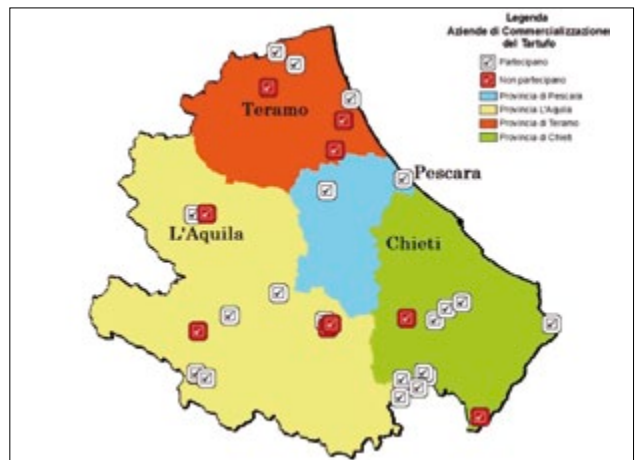 Legenda
Aziende di Commercializzazione
del Tartufo
Partecipano
Non partecipano
Provincia di Pescara
Provincia L'Aquila
Provincia di Teramo
Provincia di Chieti
Teramo
Pescara
L'Aquila
Chieti